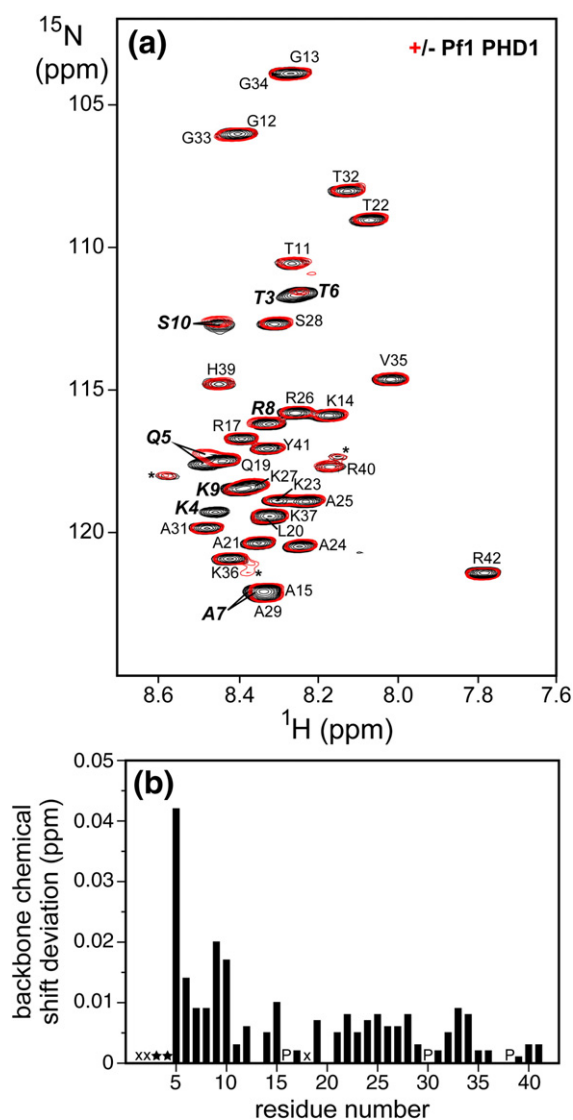 15N
(ppm)
(a)
+/- Pf1 PHD1
G13
G34
105
G12
G33
T32
T22
110
T11
T3
T6
S10
S28
115
H39
V35
R8
R26
K14
R17
Y41
Q5
*
*
Q19
R40
K27
K9
K23
A25
K4
K37
120
A31
L20
A21
A24
R42
K36
*
A7
A15
A29
8.6
8.4
8.2
8.0
7.8
7.6
1H (ppm)
(b)
backbone chemical
shift deviation (ppm)
0.05
0.04
0.03
0.02
0.01
0
xx★★
P
x
P
P
5
10
15
20
25
30
35
40
residue number